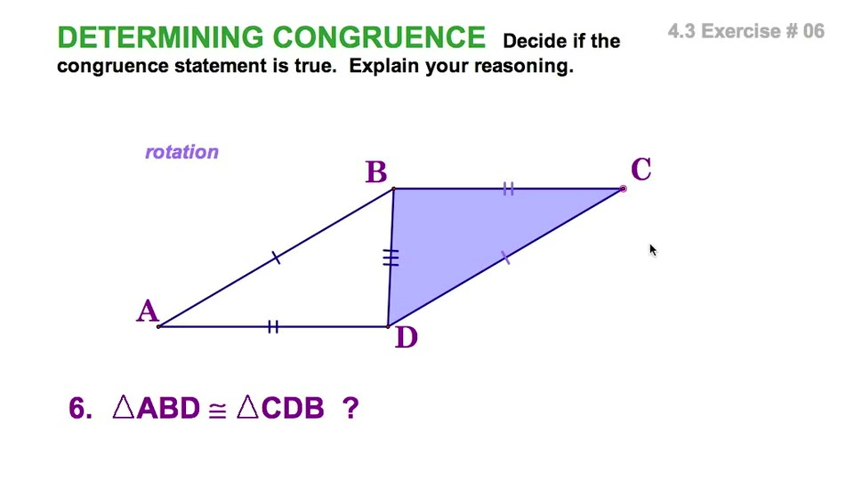 DETERMINING CONGRUENCE Decide if the
congruence statement is true. Explain your reasoning.
4.3 Exercise # 06
rotation
B
C
A
D
6. △ABD ≅ △CDB ?